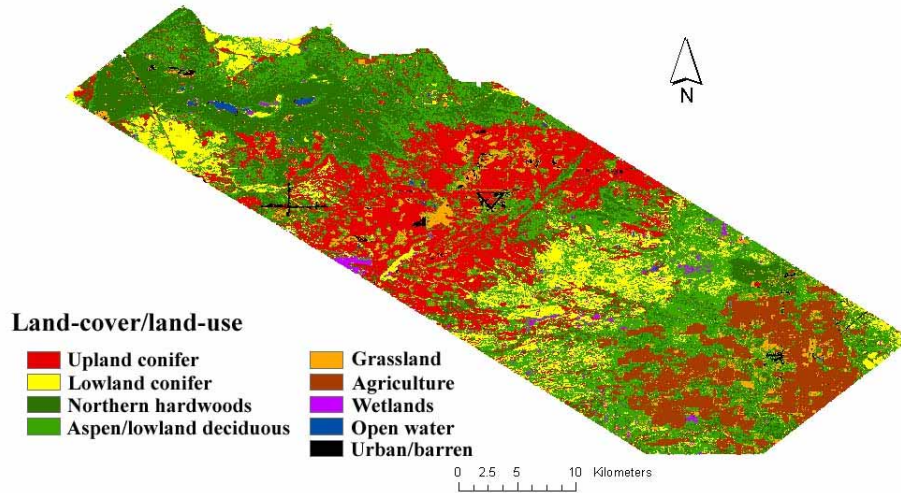 N
Land-cover/land-use
Upland conifer
Lowland conifer
Northern hardwoods
Aspen/lowland deciduous
Grassland
Agriculture
Wetlands
Open water
Urban/barren
0 2.5 5 10 Kilometers